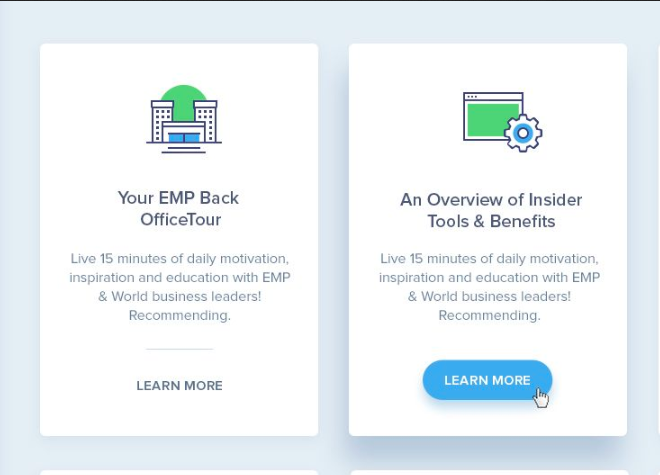 Your EMP Back
OfficeTour
Live 15 minutes of daily motivation,
inspiration and education with EMP
& World business leaders!
Recommending.
LEARN MORE
An Overview of Insider
Tools & Benefits
Live 15 minutes of daily motivation,
inspiration and education with EMP
& World business leaders!
Recommending.
LEARN MORE